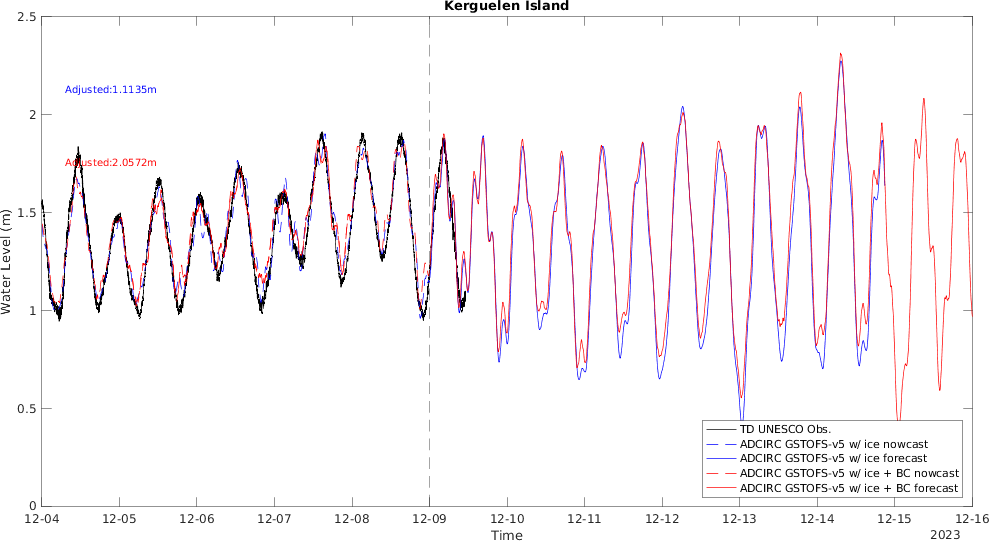 Kerguelen Island
2.5
2
1.5
1
0.5
0
Water Level (m)
Adjusted:1.1135m
Adjusted:2.0572m
TD UNESCO Obs.
ADCIRC GSTOFS-v5 w/ ice nowcast
ADCIRC GSTOFS-v5 w/ ice forecast
ADCIRC GSTOFS-v5 w/ ice + BC nowcast
ADCIRC GSTOFS-v5 w/ ice + BC forecast
12-04 12-05 12-06 12-07 12-08 12-09 12-10 12-11 12-12 12-13 12-14 12-15 12-16
Time
2023